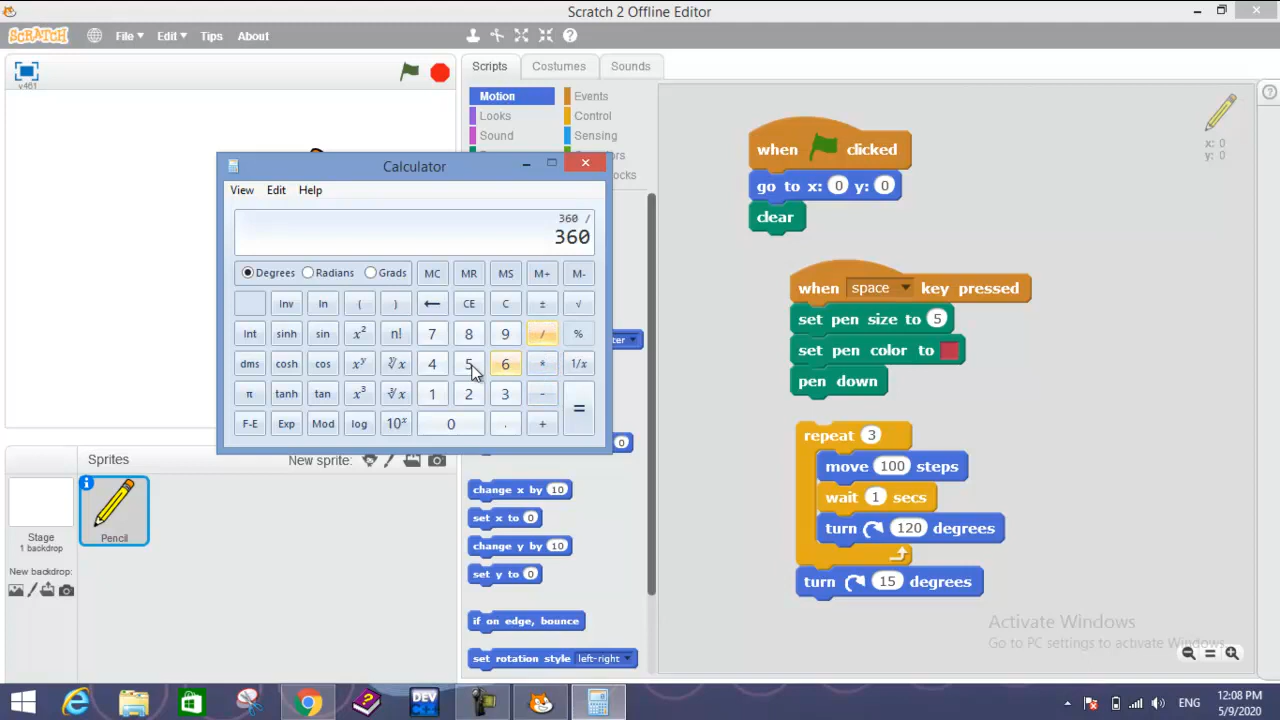 Scratch 2 Offline Editor
SCRATCH
File
Edit
Tips
About
v461
Scripts
Costumes
Sounds
Motion
Events
Looks
Control
Sound
Sensing
Calculator
View Edit Help
360 /
360
Degrees Radians Grads MC MR MS M+ M-
Inv ln ( ) ← CE C ± √
Int sinh sin x² n! 7 8 9 / %
dms cosh cos xʸ ʸ√x 4 5 6 * 1/x
π tanh tan x³ ³√x 1 2 3 - =
F-E Exp Mod log 10ˣ 0 . +
0
change x by 10
set x to 0
change y by 10
set y to 0
if on edge, bounce
set rotation style left-right
when clicked
go to x: 0 y: 0
clear
when space key pressed
set pen size to 5
set pen color to
pen down
repeat 3
move 100 steps
wait 1 secs
turn 120 degrees
turn 15 degrees
x: 0
y: 0
Sprites
New sprite:
Stage
1 backdrop
New backdrop:
Pencil
Activate Windows
Go to PC settings to activate Windows
DEV
ENG
12:08 PM
5/9/2020